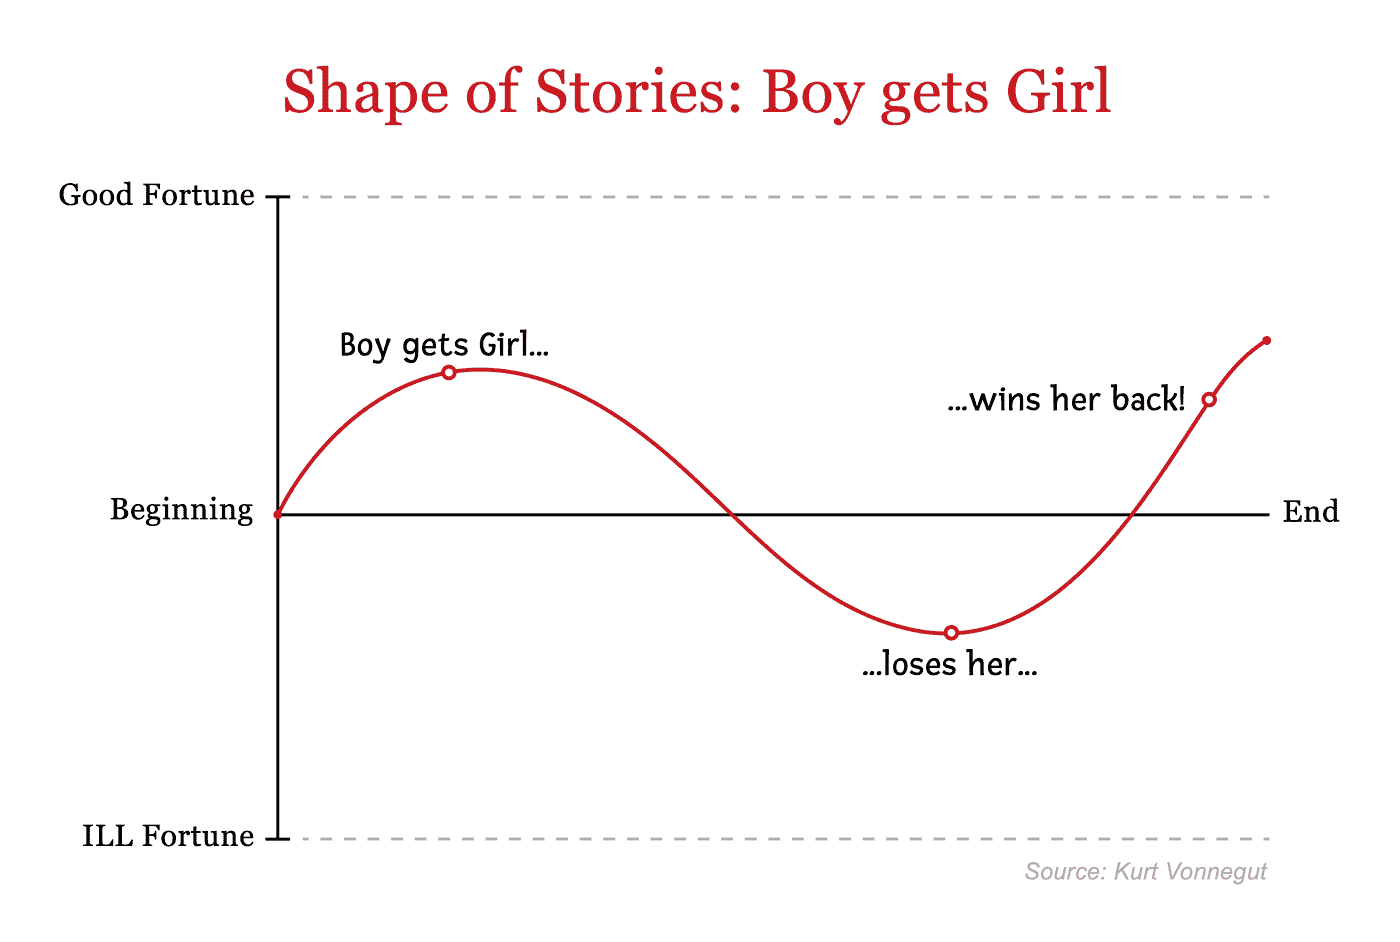 Shape of Stories: Boy gets Girl
Good Fortune
Boy gets Girl...
...wins her back!
Beginning
End
...loses her...
ILL Fortune
Source: Kurt Vonnegut